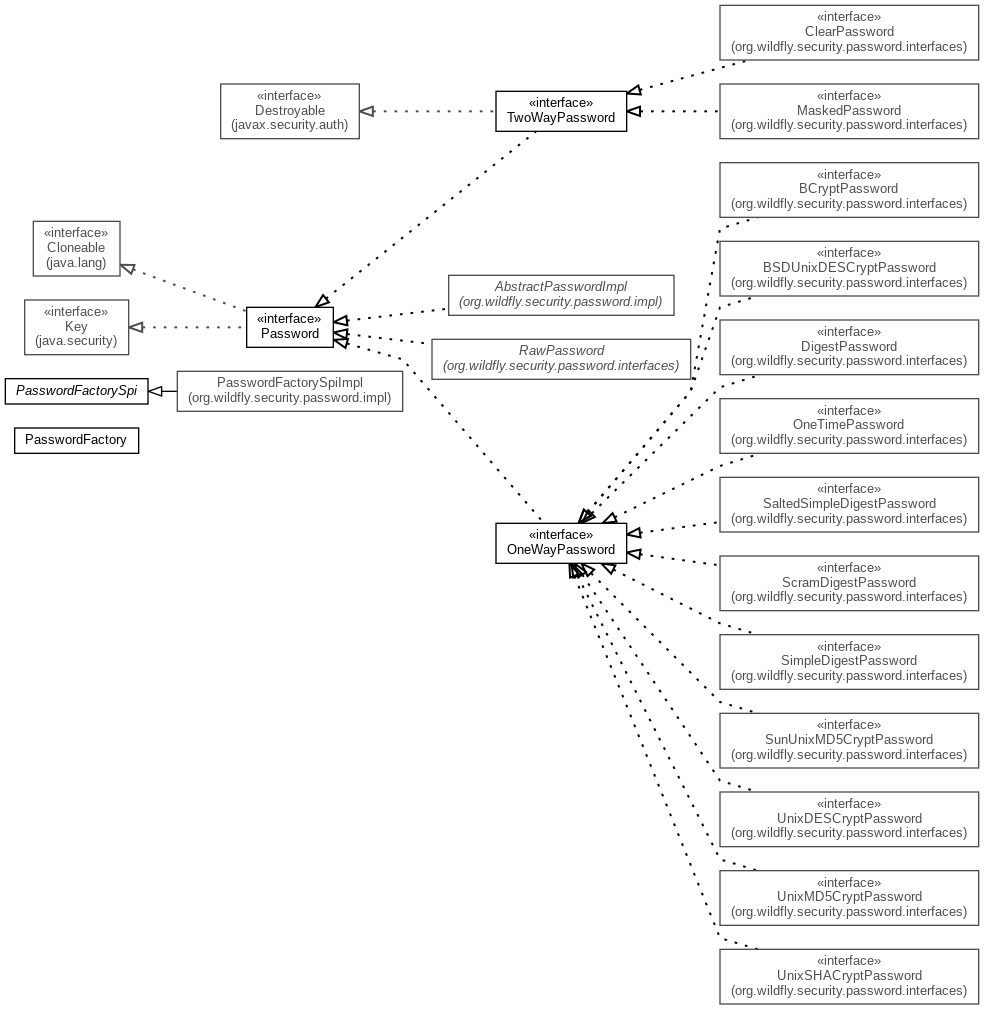 «interface»
ClearPassword
(org.wildfly.security.password.interfaces)
«interface»
Destroyable
(javax.security.auth)
«interface»
TwoWayPassword
«interface»
MaskedPassword
(org.wildfly.security.password.interfaces)
«interface»
BCryptPassword
(org.wildfly.security.password.interfaces)
«interface»
Cloneable
(java.lang)
«interface»
BSDUnixDESCryptPassword
(org.wildfly.security.password.interfaces)
AbstractPasswordImpl
(org.wildfly.security.password.impl)
«interface»
Key
(java.security)
«interface»
Password
«interface»
DigestPassword
(org.wildfly.security.password.interfaces)
RawPassword
(org.wildfly.security.password.interfaces)
PasswordFactorySpi
PasswordFactorySpiImpl
(org.wildfly.security.password.impl)
«interface»
OneTimePassword
(org.wildfly.security.password.interfaces)
PasswordFactory
«interface»
SaltedSimpleDigestPassword
(org.wildfly.security.password.interfaces)
«interface»
OneWayPassword
«interface»
ScramDigestPassword
(org.wildfly.security.password.interfaces)
«interface»
SimpleDigestPassword
(org.wildfly.security.password.interfaces)
«interface»
SunUnixMD5CryptPassword
(org.wildfly.security.password.interfaces)
«interface»
UnixDESCryptPassword
(org.wildfly.security.password.interfaces)
«interface»
UnixMD5CryptPassword
(org.wildfly.security.password.interfaces)
«interface»
UnixSHACryptPassword
(org.wildfly.security.password.interfaces)